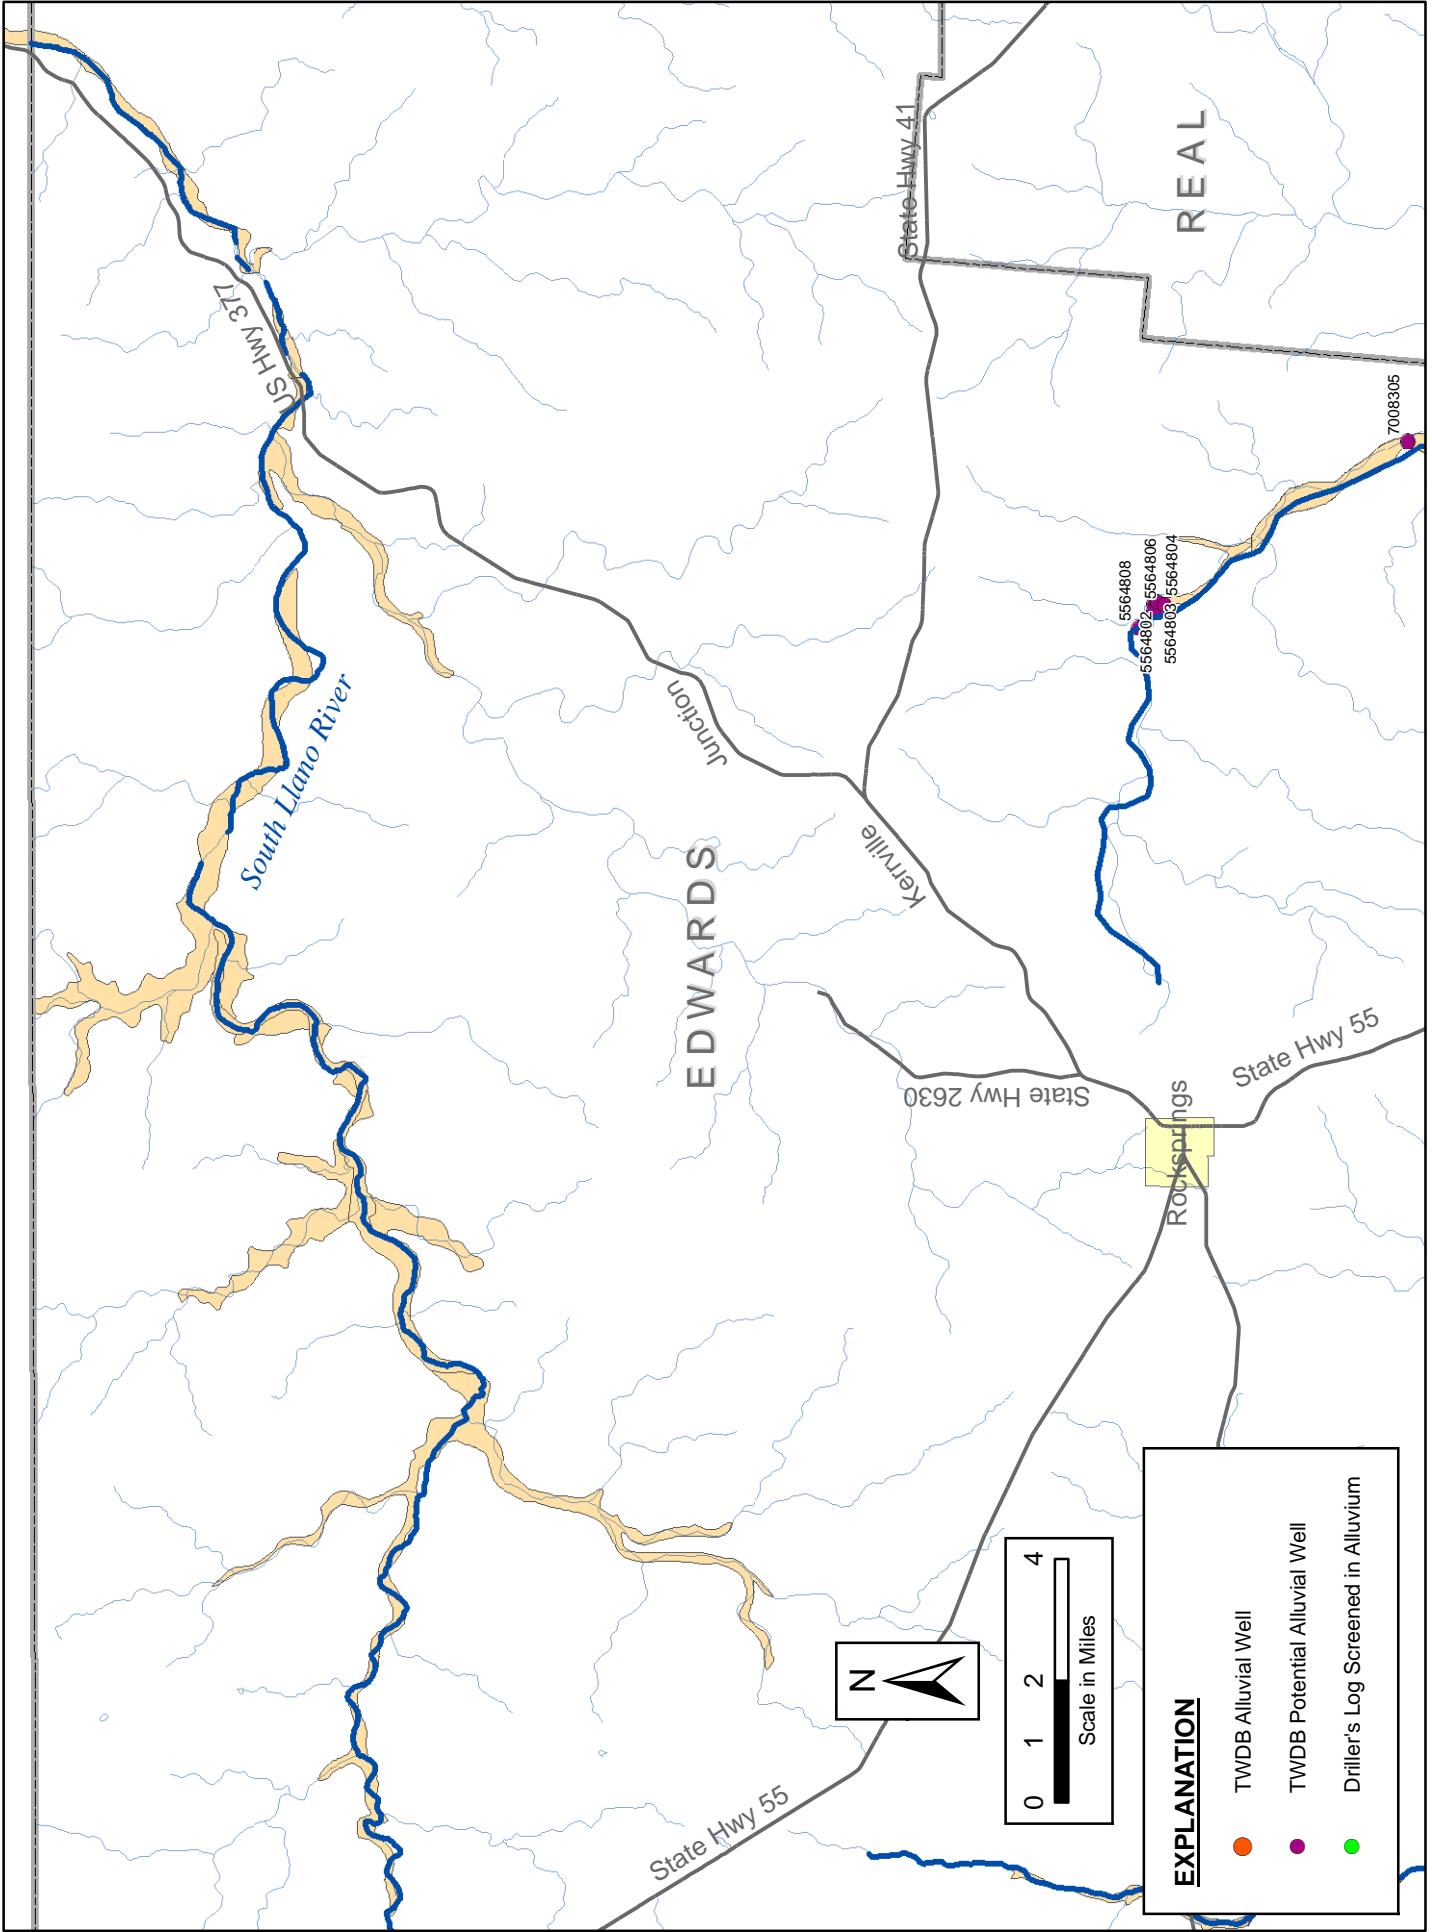 US Hwy 377
South Llano River
State Hwy 41
REAL
Junction
EDWARDS
Kerrville
State Hwy 2630
Rocksprings
State Hwy 55
State Hwy 55
7008305
5564808
5564802
5564806
5564803
5564804
N
0 1 2 4
Scale in Miles
EXPLANATION
TWDB Alluvial Well
TWDB Potential Alluvial Well
Driller's Log Screened in Alluvium